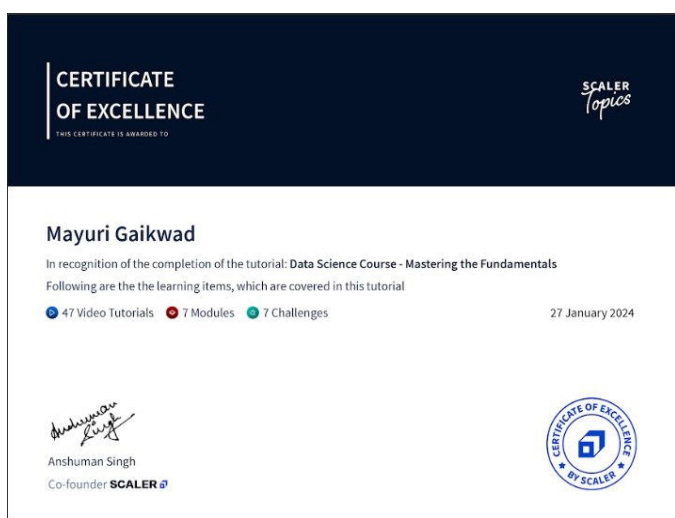 CERTIFICATE
OF EXCELLENCE
THIS CERTIFICATE IS AWARDED TO
SCALER
Topics
Mayuri Gaikwad
In recognition of the completion of the tutorial: Data Science Course - Mastering the Fundamentals
Following are the the learning items, which are covered in this tutorial
47 Video Tutorials 7 Modules 7 Challenges
27 January 2024
Anshuman
Singh
Anshuman Singh
Co-founder SCALER
CERTIFICATE OF EXCELLENCE
BY SCALER